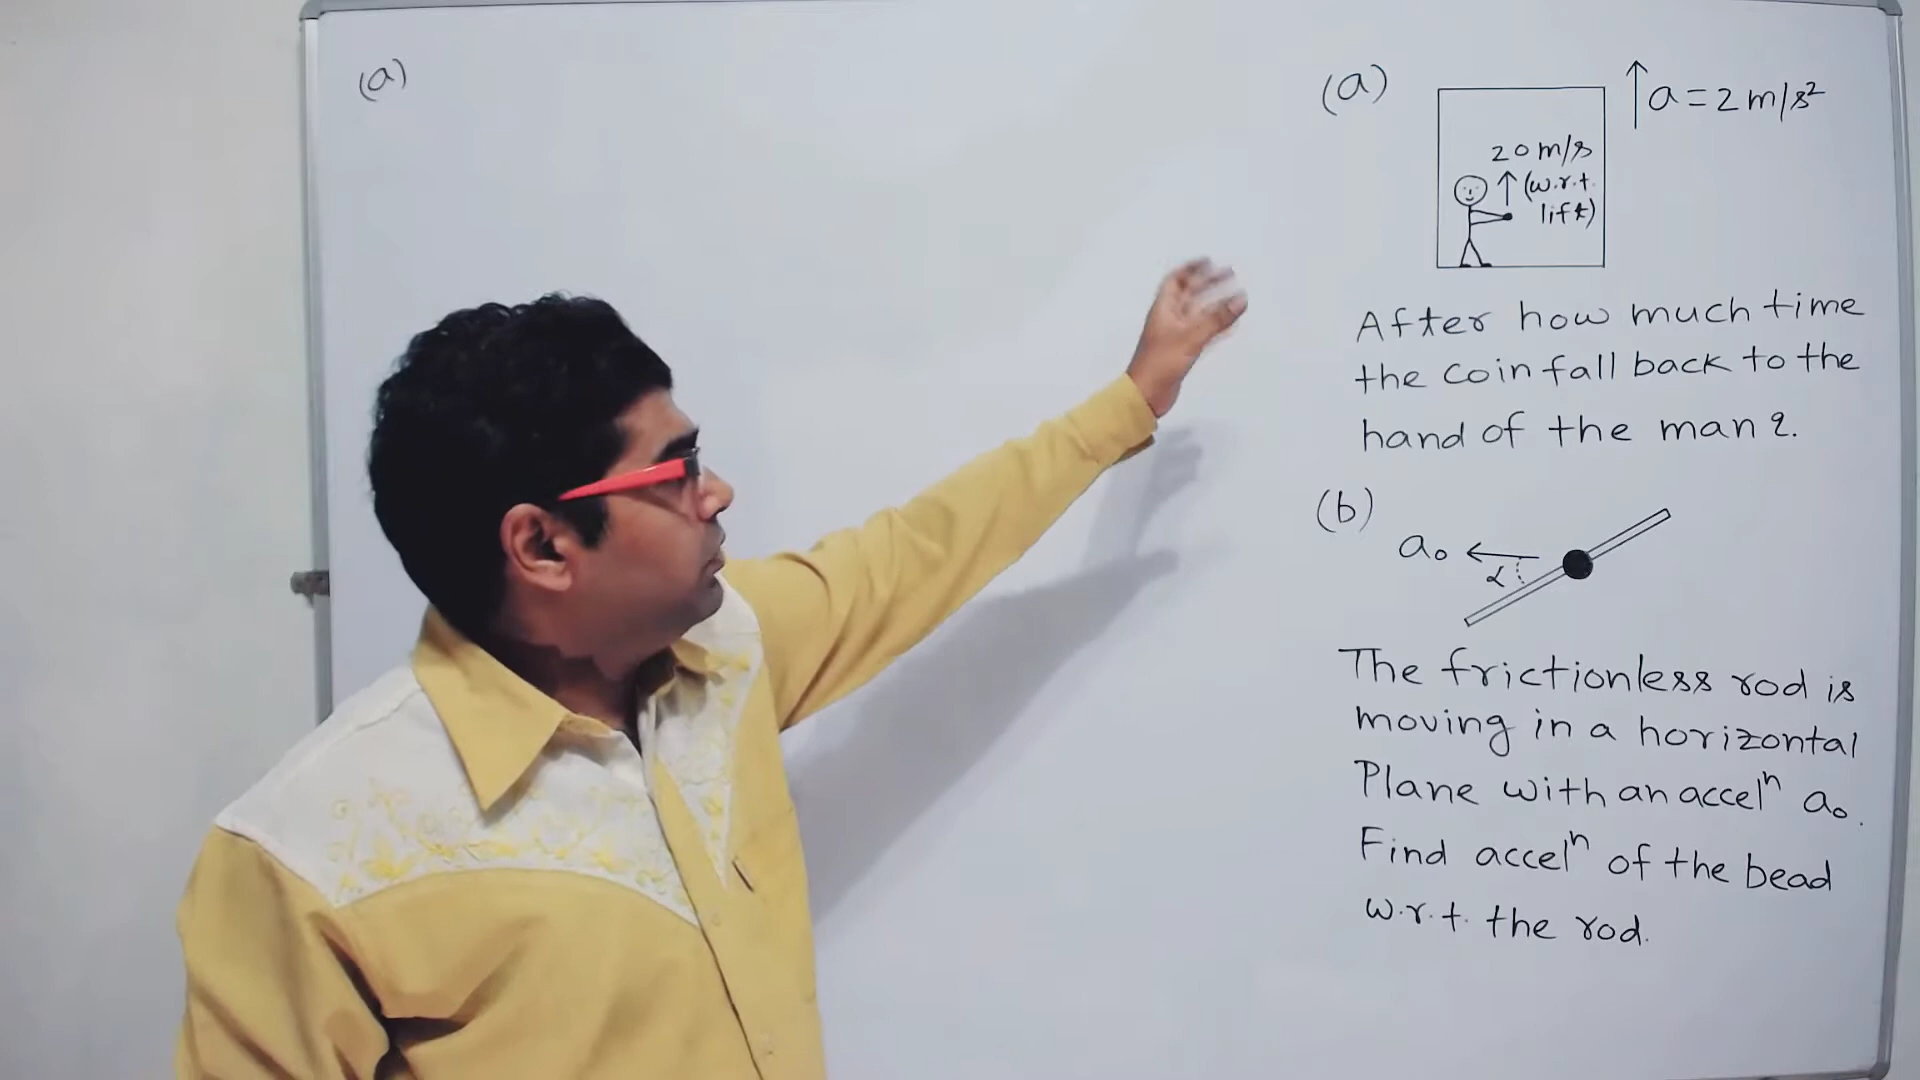 (a)
(a)
↑a = 2 m/s²
20 m/s
↑ (w.r.t.
lift)
After how much time
the coin fall back to the
hand of the man?.
(b)
a₀ ←
α
The frictionless rod is
moving in a horizontal
Plane with an accelⁿ a₀.
Find accelⁿ of the bead
w.r.t. the rod.